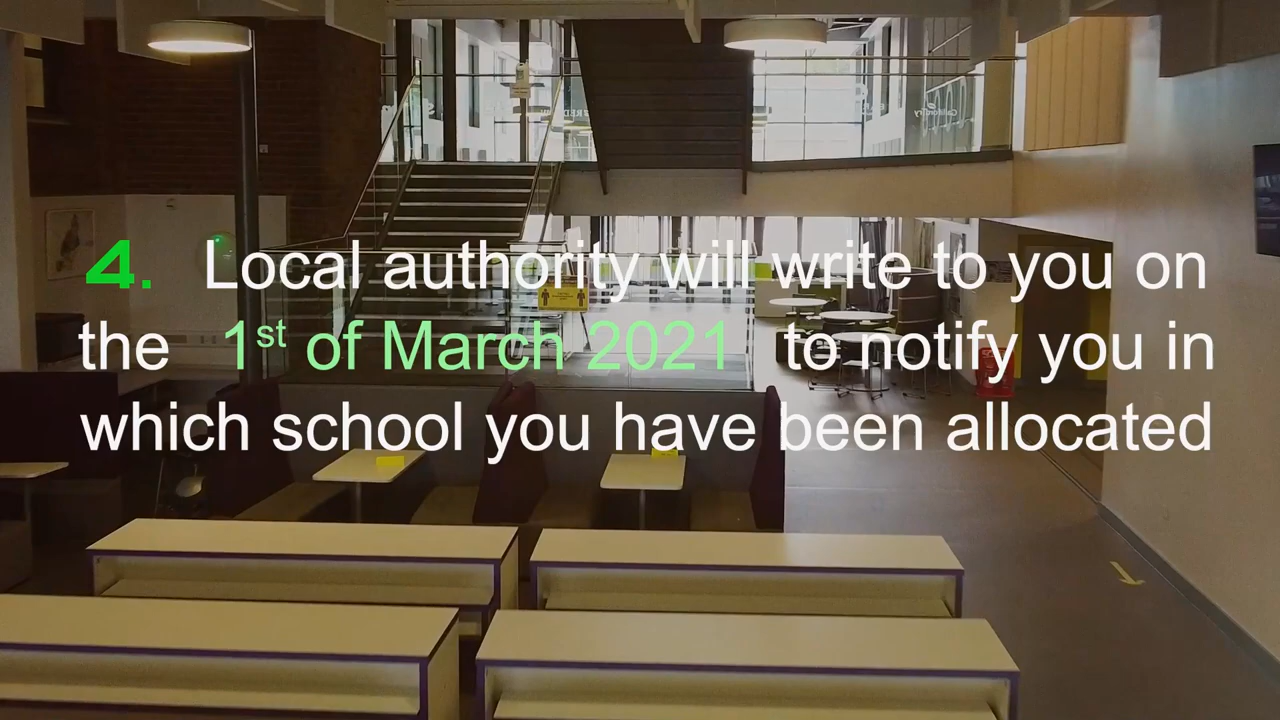 4. Local authority will write to you on
the 1st of March 2021 to notify you in
which school you have been allocated